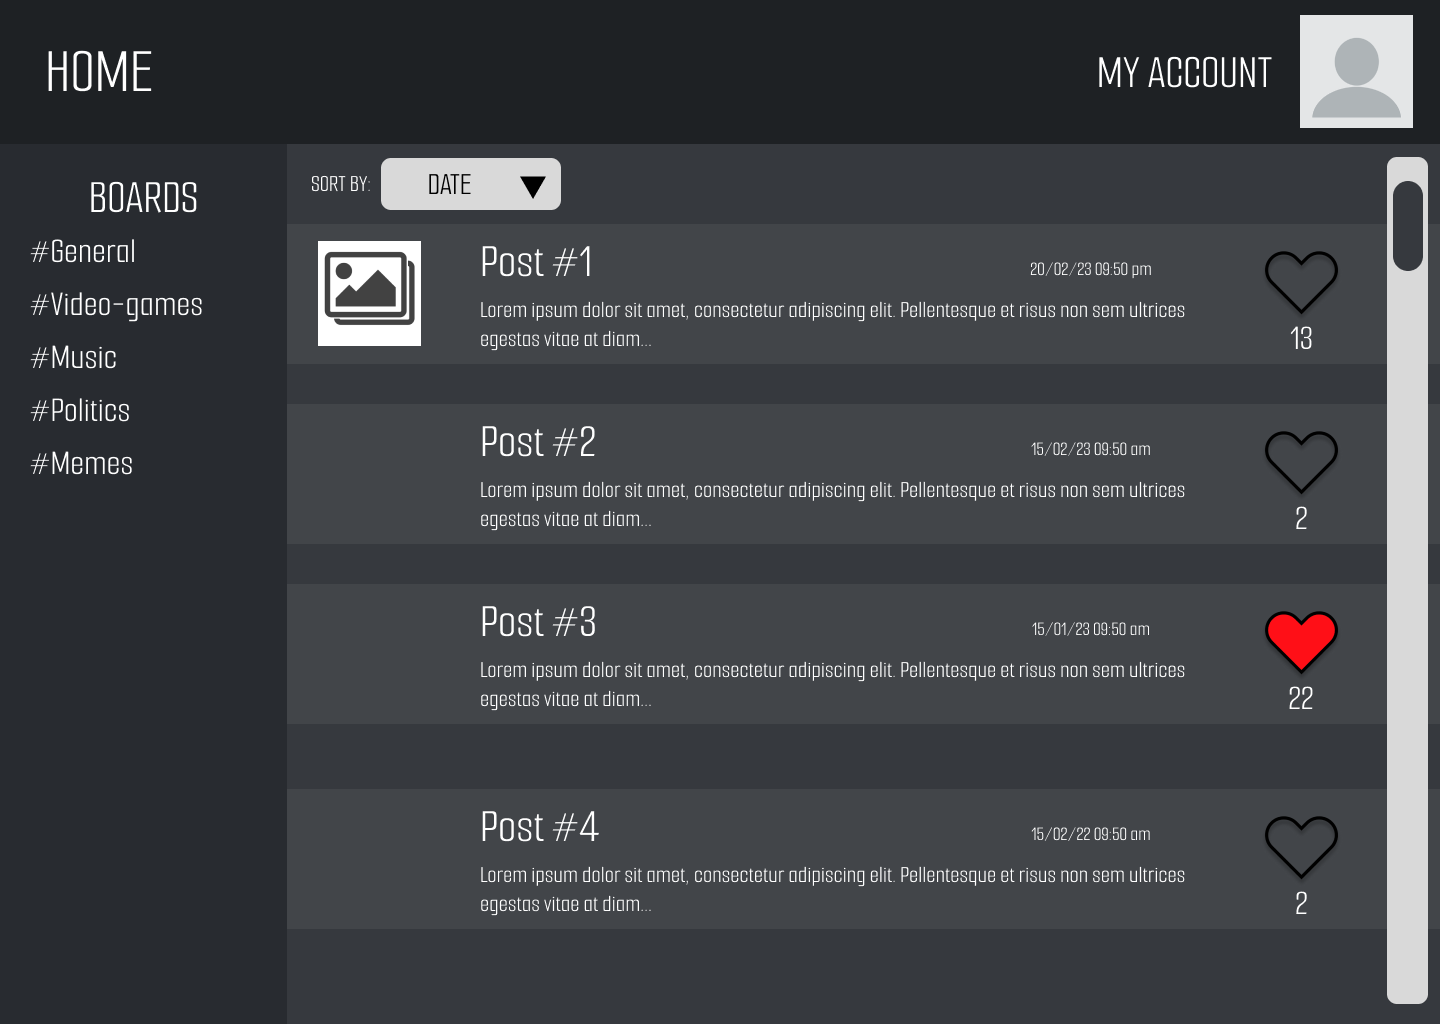 HOME
MY ACCOUNT
BOARDS
#General
#Video-games
#Music
#Politics
#Memes
SORT BY:
DATE
Post #1
20/02/23 09:50 pm
Lorem ipsum dolor sit amet, consectetur adipiscing elit. Pellentesque et risus non sem ultrices
egestas vitae at diam...
13
Post #2
15/02/23 09:50 am
Lorem ipsum dolor sit amet, consectetur adipiscing elit. Pellentesque et risus non sem ultrices
egestas vitae at diam...
2
Post #3
15/01/23 09:50 am
Lorem ipsum dolor sit amet, consectetur adipiscing elit. Pellentesque et risus non sem ultrices
egestas vitae at diam...
22
Post #4
15/02/22 09:50 am
Lorem ipsum dolor sit amet, consectetur adipiscing elit. Pellentesque et risus non sem ultrices
egestas vitae at diam...
2